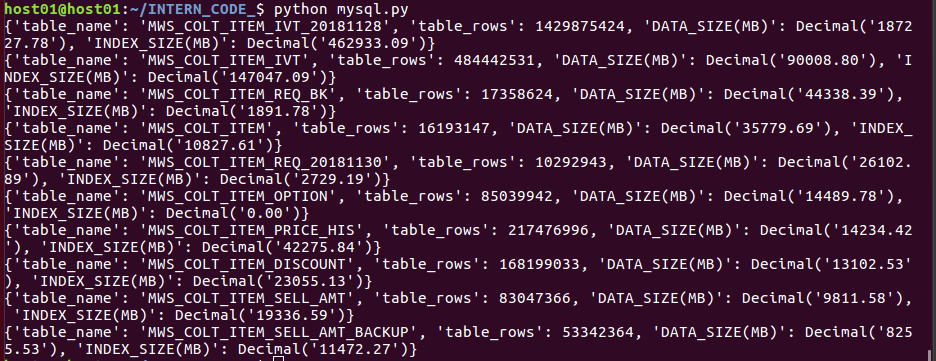 host01@host01:~/INTERN_CODE_$ python mysql.py
{'table_name': 'MWS_COLT_ITEM_IVT_20181128', 'table_rows': 1429875424, 'DATA_SIZE(MB)': Decimal('1872
27.78'), 'INDEX_SIZE(MB)': Decimal('462933.09')}
{'table_name': 'MWS_COLT_ITEM_IVT', 'table_rows': 484442531, 'DATA_SIZE(MB)': Decimal('90008.80'), 'I
NDEX_SIZE(MB)': Decimal('147047.09')}
{'table_name': 'MWS_COLT_ITEM_REQ_BK', 'table_rows': 17358624, 'DATA_SIZE(MB)': Decimal('44338.39'),
'INDEX_SIZE(MB)': Decimal('1891.78')}
{'table_name': 'MWS_COLT_ITEM', 'table_rows': 16193147, 'DATA_SIZE(MB)': Decimal('35779.69'), 'INDEX_
SIZE(MB)': Decimal('10827.61')}
{'table_name': 'MWS_COLT_ITEM_REQ_20181130', 'table_rows': 10292943, 'DATA_SIZE(MB)': Decimal('26102.
89'), 'INDEX_SIZE(MB)': Decimal('2729.19')}
{'table_name': 'MWS_COLT_ITEM_OPTION', 'table_rows': 85039942, 'DATA_SIZE(MB)': Decimal('14489.78'),
'INDEX_SIZE(MB)': Decimal('0.00')}
{'table_name': 'MWS_COLT_ITEM_PRICE_HIS', 'table_rows': 217476996, 'DATA_SIZE(MB)': Decimal('14234.42
'), 'INDEX_SIZE(MB)': Decimal('42275.84')}
{'table_name': 'MWS_COLT_ITEM_DISCOUNT', 'table_rows': 168199033, 'DATA_SIZE(MB)': Decimal('13102.53'
), 'INDEX_SIZE(MB)': Decimal('23055.13')}
{'table_name': 'MWS_COLT_ITEM_SELL_AMT', 'table_rows': 83047366, 'DATA_SIZE(MB)': Decimal('9811.58'),
'INDEX_SIZE(MB)': Decimal('19336.59')}
{'table_name': 'MWS_COLT_ITEM_SELL_AMT_BACKUP', 'table_rows': 53342364, 'DATA_SIZE(MB)': Decimal('825
5.53'), 'INDEX_SIZE(MB)': Decimal('11472.27')}